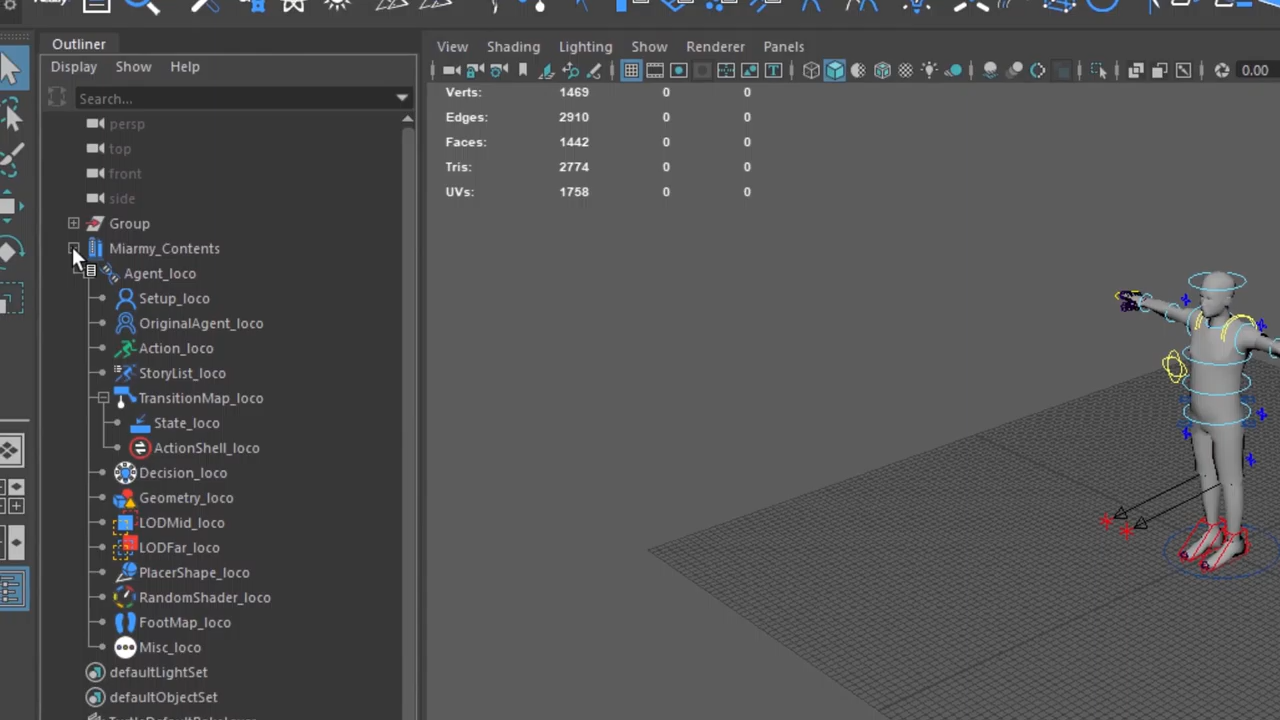 Outliner
Display Show Help
Search...
persp
top
front
side
Group
Miarmy_Contents
Agent_loco
Setup_loco
OriginalAgent_loco
Action_loco
StoryList_loco
TransitionMap_loco
State_loco
ActionShell_loco
Decision_loco
Geometry_loco
LODMid_loco
LODFar_loco
PlacerShape_loco
RandomShader_loco
FootMap_loco
Misc_loco
defaultLightSet
defaultObjectSet
View Shading Lighting Show Renderer Panels
0.00
Verts: 1469 0 0
Edges: 2910 0 0
Faces: 1442 0 0
Tris: 2774 0 0
UVs: 1758 0 0